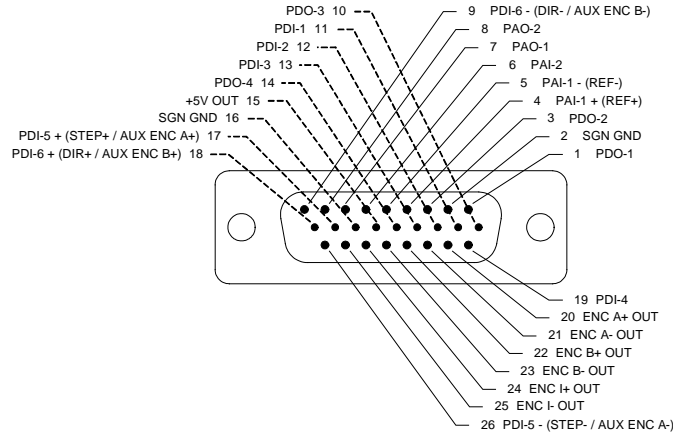 PDO-3 10
PDI-1 11
PDI-2 12
PDI-3 13
PDO-4 14
+5V OUT 15
SGN GND 16
PDI-5 + (STEP+ / AUX ENC A+) 17
PDI-6 + (DIR+ / AUX ENC B+) 18
9 PDI-6 - (DIR- / AUX ENC B-)
8 PAO-2
7 PAO-1
6 PAI-2
5 PAI-1 - (REF-)
4 PAI-1 + (REF+)
3 PDO-2
2 SGN GND
1 PDO-1
19 PDI-4
20 ENC A+ OUT
21 ENC A- OUT
22 ENC B+ OUT
23 ENC B- OUT
24 ENC I+ OUT
25 ENC I- OUT
26 PDI-5 - (STEP- / AUX ENC A-)